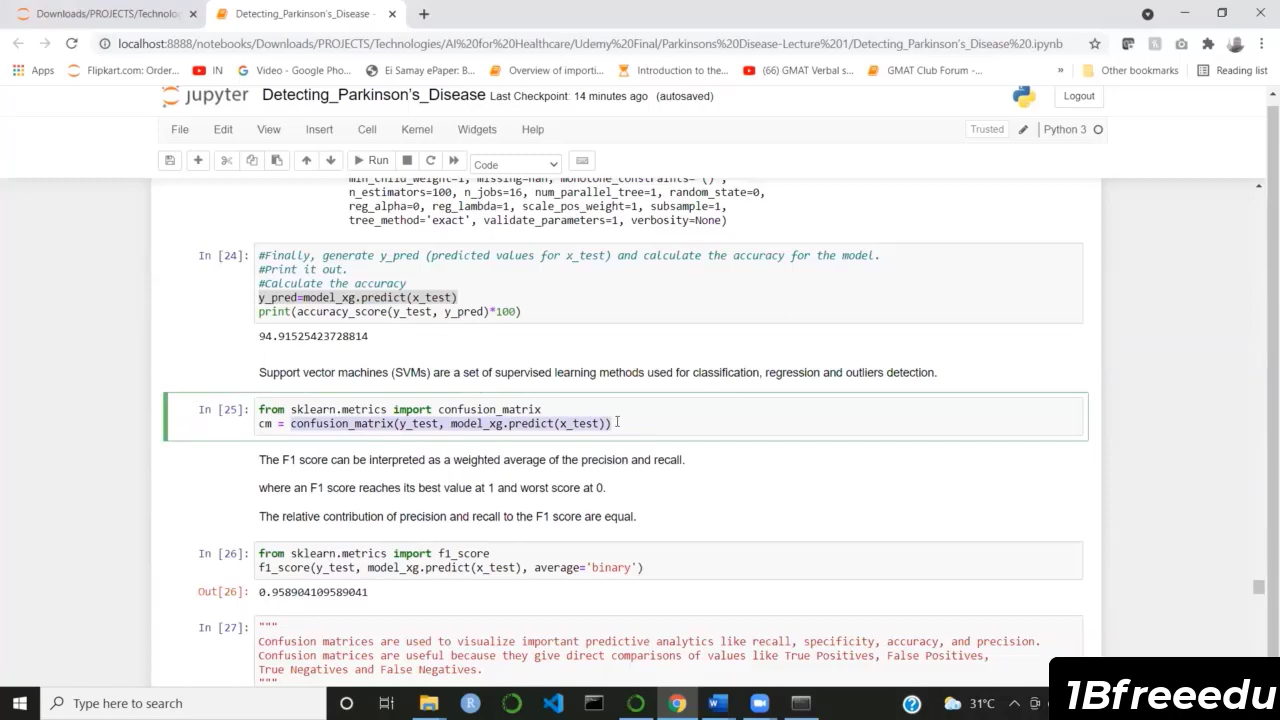 Downloads/PROJECTS/Technolog
Detecting_Parkinson's_Disease -
localhost:8888/notebooks/Downloads/PROJECTS/Technologies/AI%20for%20Healthcare/Udemy%20Final/Parkinsons%20Disease-Lecture%201/Detecting_Parkinson's_Disease%20.ipynb
Apps Flipkart.com: Order... IN Video - Google Pho... Ei Samay ePaper: B... Overview of importi... Introduction to the... (66) GMAT Verbal s... GMAT Club Forum -... » Other bookmarks Reading list
jupyter Detecting_Parkinson's_Disease Last Checkpoint: 14 minutes ago (autosaved) Logout
File Edit View Insert Cell Kernel Widgets Help Trusted Python 3
Run Code
min_child_weight=1, missing=nan, monotone_constraints='()',
n_estimators=100, n_jobs=16, num_parallel_tree=1, random_state=0,
reg_alpha=0, reg_lambda=1, scale_pos_weight=1, subsample=1,
tree_method='exact', validate_parameters=1, verbosity=None)
In [24]: #Finally, generate y_pred (predicted values for x_test) and calculate the accuracy for the model.
#Print it out.
#Calculate the accuracy
y_pred=model_xg.predict(x_test)
print(accuracy_score(y_test, y_pred)*100)
94.91525423728814
Support vector machines (SVMs) are a set of supervised learning methods used for classification, regression and outliers detection.
In [25]: from sklearn.metrics import confusion_matrix
cm = confusion_matrix(y_test, model_xg.predict(x_test))
The F1 score can be interpreted as a weighted average of the precision and recall.
where an F1 score reaches its best value at 1 and worst score at 0.
The relative contribution of precision and recall to the F1 score are equal.
In [26]: from sklearn.metrics import f1_score
f1_score(y_test, model_xg.predict(x_test), average='binary')
Out[26]: 0.958904109589041
In [27]: """
Confusion matrices are used to visualize important predictive analytics like recall, specificity, accuracy, and precision.
Confusion matrices are useful because they give direct comparisons of values like True Positives, False Positives,
True Negatives and False Negatives.
"""
Type here to search 31°C
1Bfreeedu